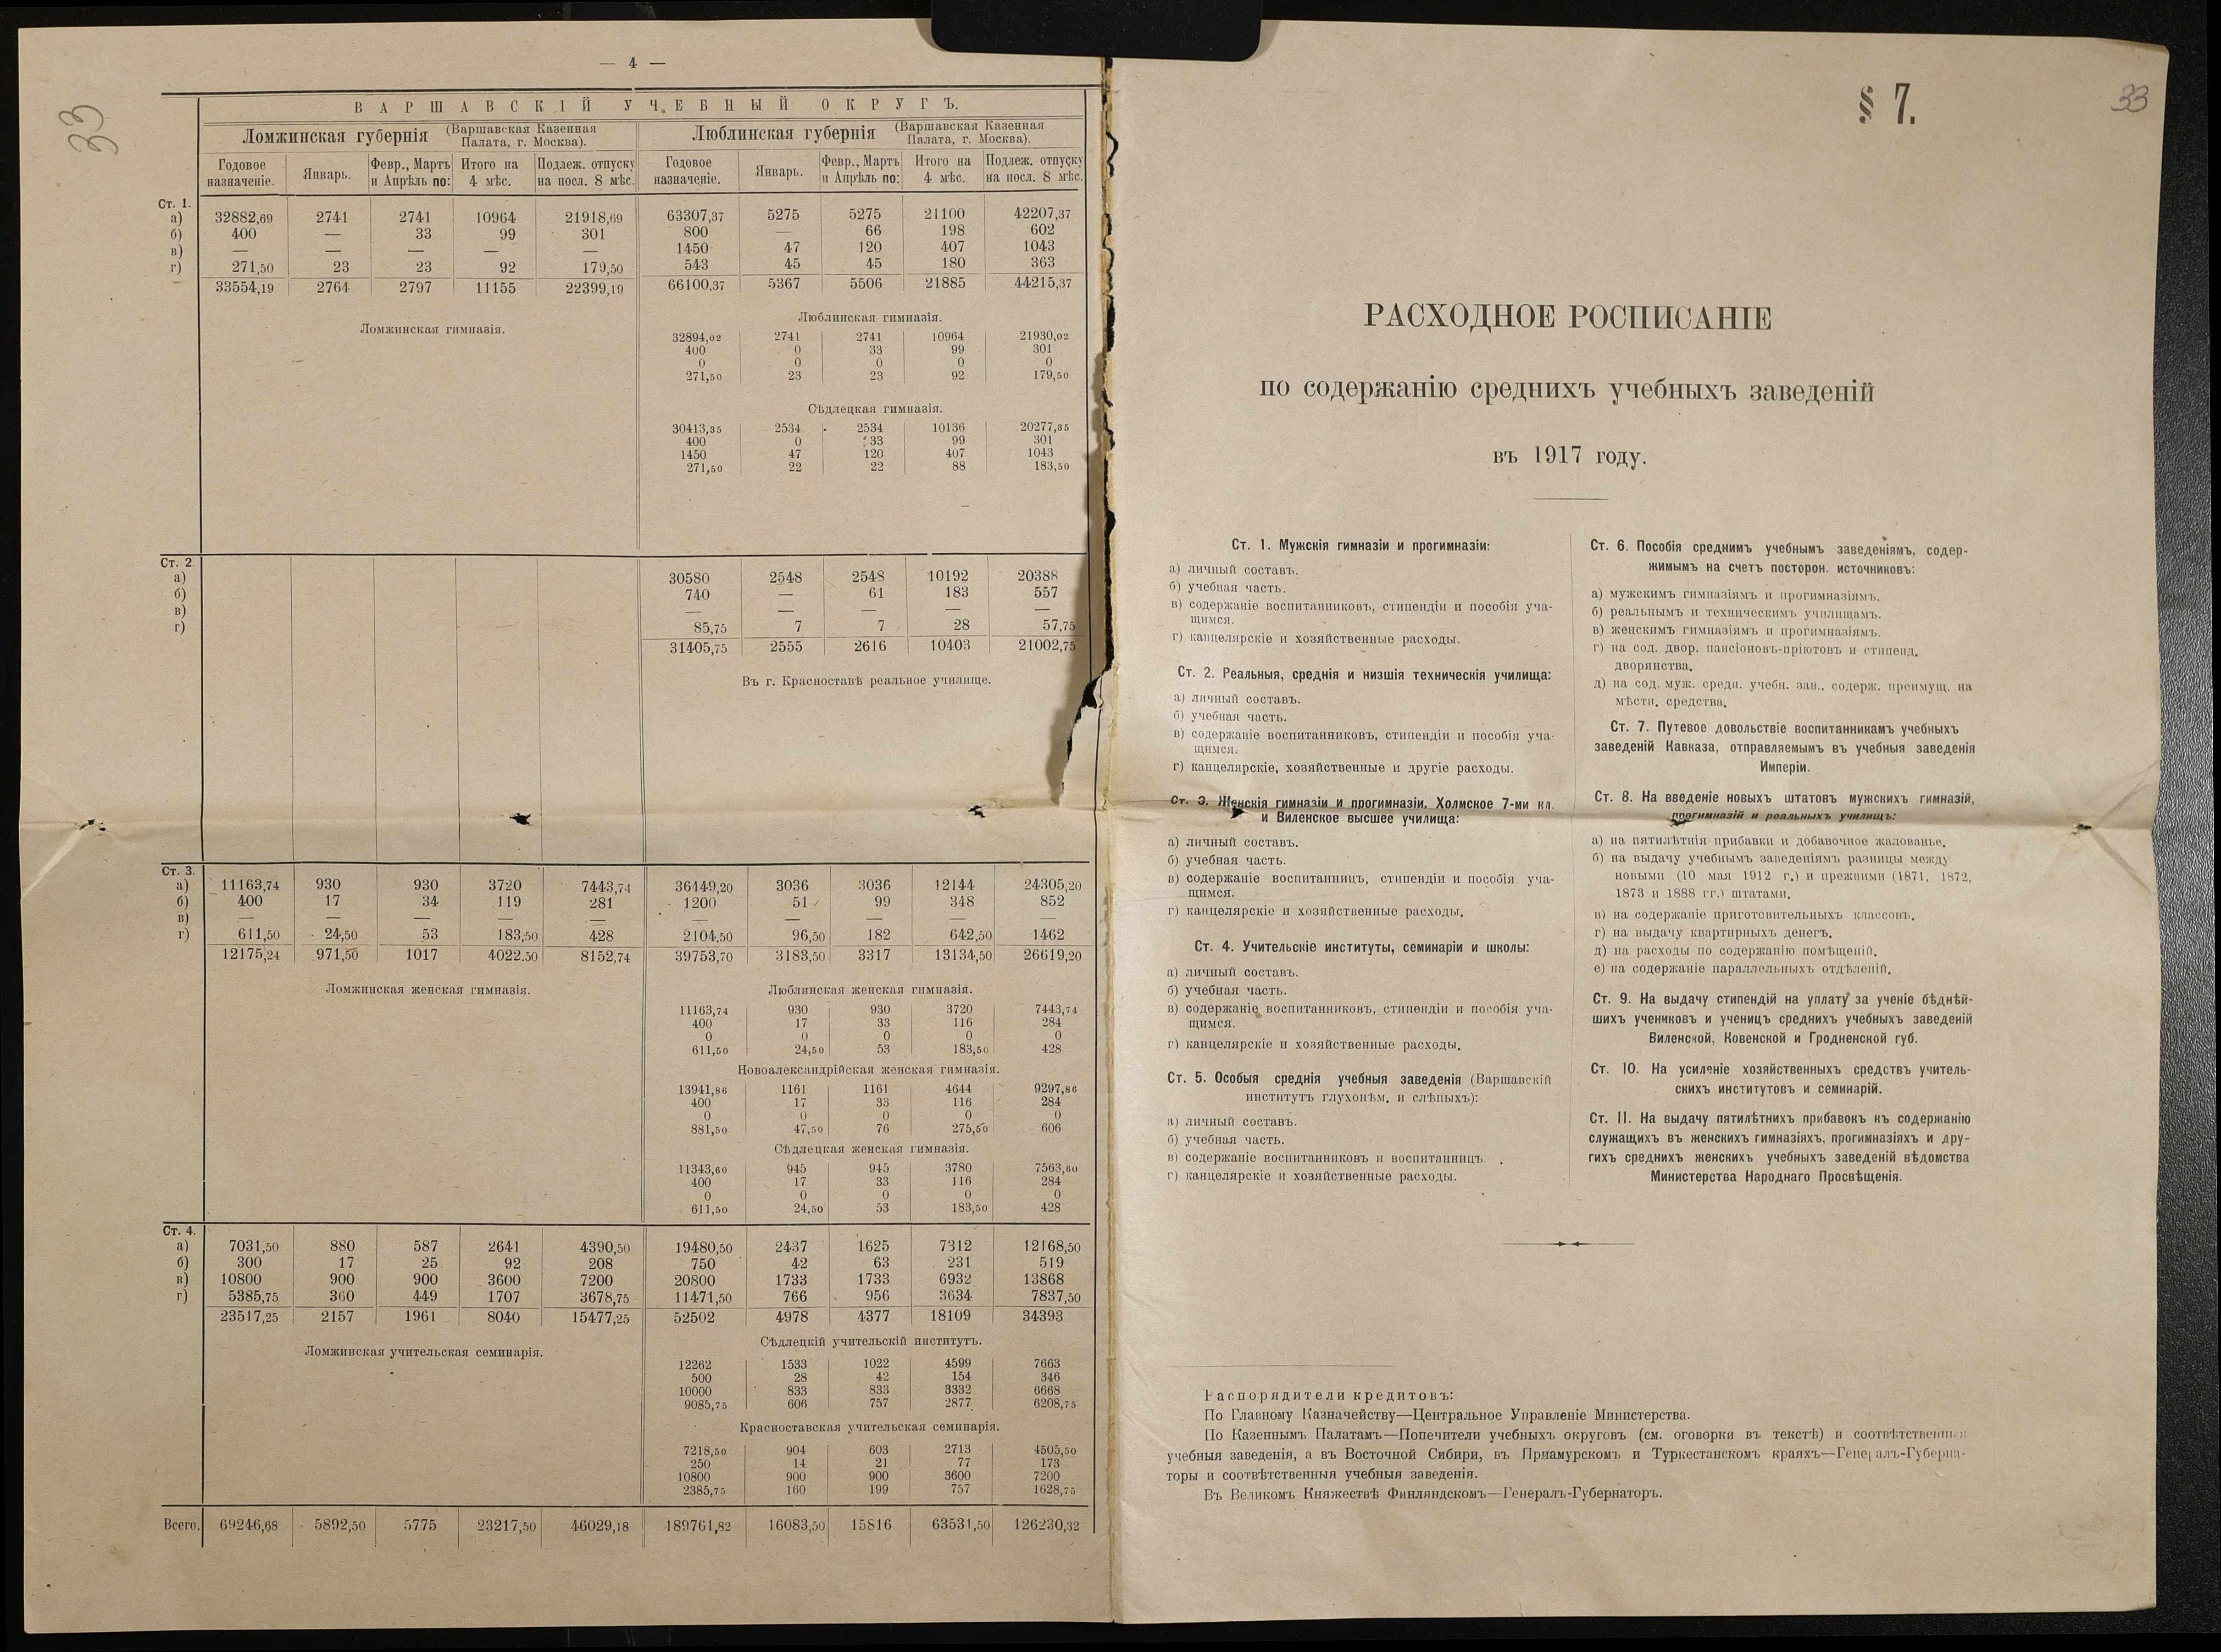 — 4 —
33
ВАРШАВСКІЙ УЧЕБНЫЙ ОКРУГЪ.
Ломжинская губернія (Варшавская Казенная Палата, г. Москва). Люблинская губернія (Варшавская Казенная Палата, г. Москва).
Годовое назначеніе. Январь. Февр., Мартъ и Апрѣль по: Итого на 4 мѣс. Подлеж. отпуску на посл. 8 мѣс. Годовое назначеніе. Январь. Февр., Мартъ и Апрѣль по: Итого на 4 мѣс. Подлеж. отпуску на посл. 8 мѣс.
Ст. 1.
а) 32882,69 2741 2741 10964 21918,69 63307,37 5275 5275 21100 42207,37
б) 400 — 33 99 301 800 — 66 198 602
в) — — — — — 1450 47 120 407 1043
г) 271,50 23 23 92 179,50 543 45 45 180 363
33554,19 2764 2797 11155 22399,19 66100,37 5367 5506 21885 44215,37
Ломжинская гимназія.
Люблинская гимназія.
32894,02 2741 2741 10964 21930,02
400 0 33 99 301
0 0 0 0 0
271,50 23 23 92 179,50
Сѣдлецкая гимназія.
30413,35 2534 2534 10136 20277,35
400 0 33 99 301
1450 47 120 407 1043
271,50 22 22 88 183,50
Ст. 2.
а) 30580 2548 2548 10192 20388
б) 740 — 61 183 557
в) — — — — —
г) 85,75 7 7 28 57,75
31405,75 2555 2616 10403 21002,75
Въ г. Красноставѣ реальное училище.
Ст. 3.
а) 11163,74 930 930 3720 7443,74 36149,20 3036 3036 12144 24305,20
б) 400 17 34 119 281 1200 51 99 348 852
в) — — — — — — — — — —
г) 611,50 24,50 53 183,50 428 2104,50 96,50 182 642,50 1462
12175,24 971,50 1017 4022.50 8152,74 39753,70 3183,50 3317 13134,50 26619,20
Ломжинская женская гимназія.
Люблинская женская гимназія.
11163,74 930 930 3720 7443,74
400 17 33 116 284
0 0 0 0 0
611,50 24,50 53 183,50 428
Новоалександрійская женская гимназія.
13941,86 1161 1161 4644 9297,86
400 17 33 116 284
0 0 0 0 0
881,50 47,50 76 275,50 606
Сѣдлецкая женская гимназія.
11343,60 945 945 3780 7563,60
400 17 33 116 284
0 0 0 0 0
611,50 24,50 53 183,50 428
Ст. 4.
а) 7031,50 880 587 2641 4390,50 19480,50 2437 1625 7312 12168,50
б) 300 17 25 92 208 750 42 63 231 519
в) 10800 900 900 3600 7200 20800 1733 1733 6932 13868
г) 5385,75 360 449 1707 3678,75 11471,50 766 956 3634 7837,50
23517,25 2157 1961 8040 15477,25 52502 4978 4377 18109 34393
Ломжинская учительская семинарія.
Сѣдлецкій учительскій институтъ.
12262 1533 1022 4599 7663
500 28 42 154 346
10000 833 833 3332 6668
9085,75 606 757 2877 6208,75
Красноставская учительская семинарія.
7218,50 904 603 2713 4505,50
250 14 21 77 173
10800 900 900 3600 7200
2385,75 160 199 757 1628,75
Всего. 69246,68 5892,50 5775 23217,50 46029,18 189761,82 16083,50 15816 63531,50 126230,32
§ 7.
33
РАСХОДНОЕ РОСПИСАНІЕ
по содержанію среднихъ учебныхъ заведеній
въ 1917 году.
Ст. 1. Мужскія гимназіи и прогимназіи:
а) личный составъ.
б) учебная часть.
в) содержаніе воспитанниковъ, стипендіи и пособія уча-
щимся.
г) канцелярскіе и хозяйственные расходы.
Ст. 2. Реальныя, среднія и низшія техническія училища:
а) личный составъ.
б) учебная часть.
в) содержаніе воспитанниковъ, стипендіи и пособія уча-
щимся.
г) канцелярскіе, хозяйственные и другіе расходы.
Ст. 3. Женскія гимназіи и прогимназіи, Холмское 7-ми кл.
и Виленское высшее училища:
а) личный составъ.
б) учебная часть.
в) содержаніе воспитанницъ, стипендіи и пособія уча-
щимся.
г) канцелярскіе и хозяйственные расходы.
Ст. 4. Учительскіе институты, семинаріи и школы:
а) личный составъ.
б) учебная часть.
в) содержаніе воспитанниковъ, стипендіи и пособія уча-
щимся.
г) канцелярскіе и хозяйственные расходы.
Ст. 5. Особыя среднія учебныя заведенія (Варшавскій
институтъ глухонѣм. и слѣпыхъ):
а) личный составъ.
б) учебная часть.
в) содержаніе воспитанниковъ и воспитанницъ.
г) канцелярскіе и хозяйственные расходы.
Ст. 6. Пособія среднимъ учебнымъ заведеніямъ, содер-
жимымъ на счетъ посторон. источниковъ:
а) мужскимъ гимназіямъ и прогимназіямъ.
б) реальнымъ и техническимъ училищамъ.
в) женскимъ гимназіямъ и прогимназіямъ.
г) на сод. двор. пансіоновъ-пріютовъ и стипенд.
дворянства.
д) на сод. муж. средн. учебн. зав., содерж. преимущ. на
мѣстн. средства.
Ст. 7. Путевое довольствіе воспитанникамъ учебныхъ
заведеній Кавказа, отправляемымъ въ учебныя заведенія
Имперіи.
Ст. 8. На введеніе новыхъ штатовъ мужскихъ гимназій,
прогимназій и реальныхъ училищъ:
а) на пятилѣтнія прибавки и добавочное жалованье.
б) на выдачу учебнымъ заведеніямъ разницы между
новыми (10 мая 1912 г.) и прежними (1871, 1872,
1873 и 1888 гг.) штатами.
в) на содержаніе приготовительныхъ классовъ.
г) на выдачу квартирныхъ денегъ.
д) на расходы по содержанію помѣщеній.
е) на содержаніе параллельныхъ отдѣленій.
Ст. 9. На выдачу стипендій на уплату за ученіе бѣднѣй-
шихъ учениковъ и ученицъ среднихъ учебныхъ заведеній
Виленской, Ковенской и Гродненской губ.
Ст. 10. На усиленіе хозяйственныхъ средствъ учитель-
скихъ институтовъ и семинарій.
Ст. 11. На выдачу пятилѣтнихъ прибавокъ къ содержанію
служащихъ въ женскихъ гимназіяхъ, прогимназіяхъ и дру-
гихъ среднихъ женскихъ учебныхъ заведеній вѣдомства
Министерства Народнаго Просвѣщенія.
Распорядители кредитовъ:
По Главному Казначейству—Центральное Управленіе Министерства.
По Казеннымъ Палатамъ—Попечители учебныхъ округовъ (см. оговорки въ текстѣ) и соотвѣтственныя
учебныя заведенія, а въ Восточной Сибири, въ Приамурскомъ и Туркестанскомъ краяхъ—Генералъ-Губерна-
торы и соотвѣтственныя учебныя заведенія.
Въ Великомъ Княжествѣ Финляндскомъ—Генералъ-Губернаторъ.